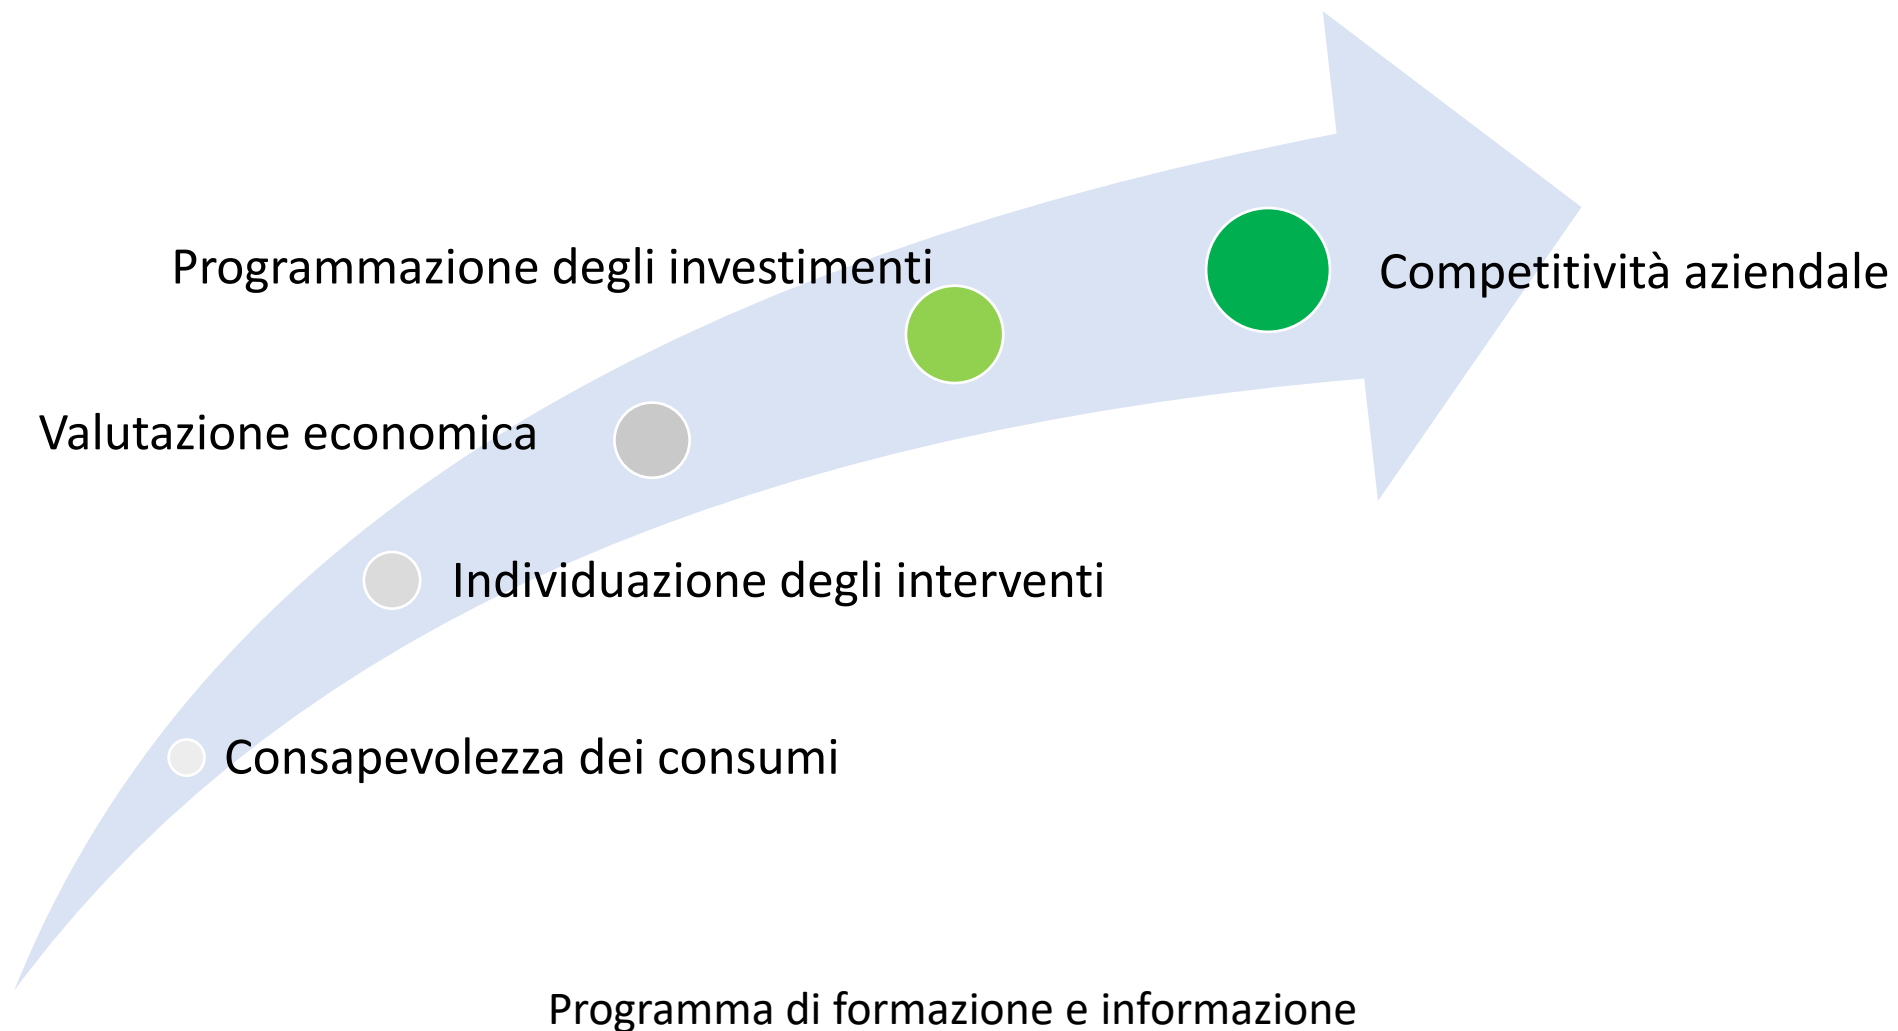 Programmazione degli investimenti
Competitività aziendale
Valutazione economica
Individuazione degli interventi
Consapevolezza dei consumi
Programma di formazione e informazione